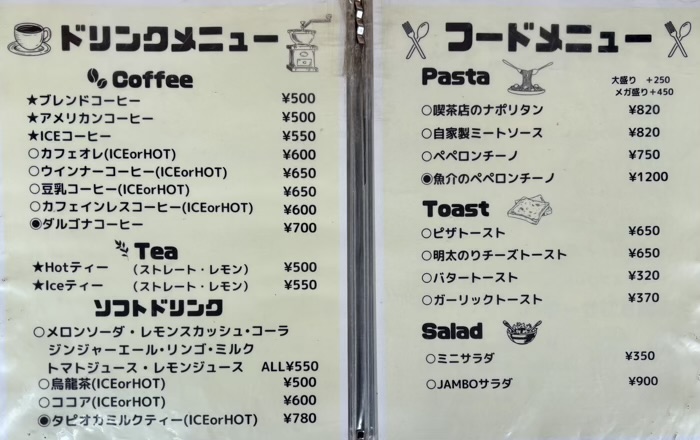 ドリンクメニュー
Coffee
★ブレンドコーヒー ¥500
★アメリカンコーヒー ¥500
★ICEコーヒー ¥550
○カフェオレ(ICEorHOT) ¥600
○ウインナーコーヒー(ICEorHOT) ¥650
○豆乳コーヒー(ICEorHOT) ¥650
○カフェインレスコーヒー(ICEorHOT) ¥600
◉ダルゴナコーヒー ¥700
Tea
★Hotティー (ストレート・レモン) ¥500
★Iceティー (ストレート・レモン) ¥550
ソフトドリンク
○メロンソーダ・レモンスカッシュ・コーラ
ジンジャーエール・リンゴ・ミルク
トマトジュース・レモンジュース ALL¥550
○烏龍茶(ICEorHOT) ¥500
○ココア(ICEorHOT) ¥600
◉タピオカミルクティー(ICEorHOT) ¥780
フードメニュー
Pasta
大盛り +250
メガ盛り+450
○喫茶店のナポリタン ¥820
○自家製ミートソース ¥820
○ペペロンチーノ ¥750
◉魚介のペペロンチーノ ¥1200
Toast
○ピザトースト ¥650
○明太のりチーズトースト ¥650
○バタートースト ¥320
○ガーリックトースト ¥370
Salad
○ミニサラダ ¥350
○JAMBOサラダ ¥900